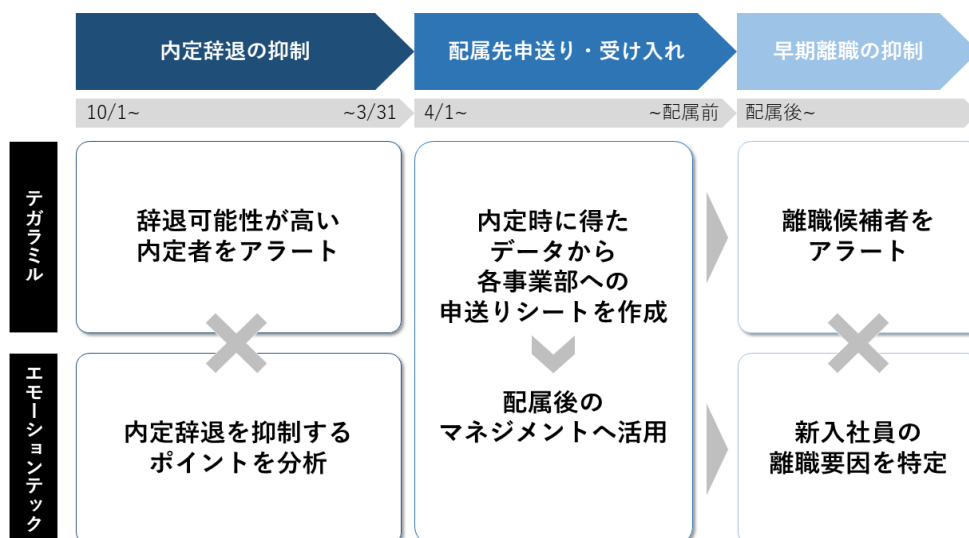 内定辞退の抑制
配属先申送り・受け入れ
早期離職の抑制
10/1~
~3/31
4/1~
~配属前
配属後~
テガラミル
辞退可能性が高い
内定者をアラート
内定時に得た
データから
各事業部への
申送りシートを作成
配属後の
マネジメントへ活用
離職候補者を
アラート
エモーションテック
内定辞退を抑制する
ポイントを分析
新入社員の
離職要因を特定